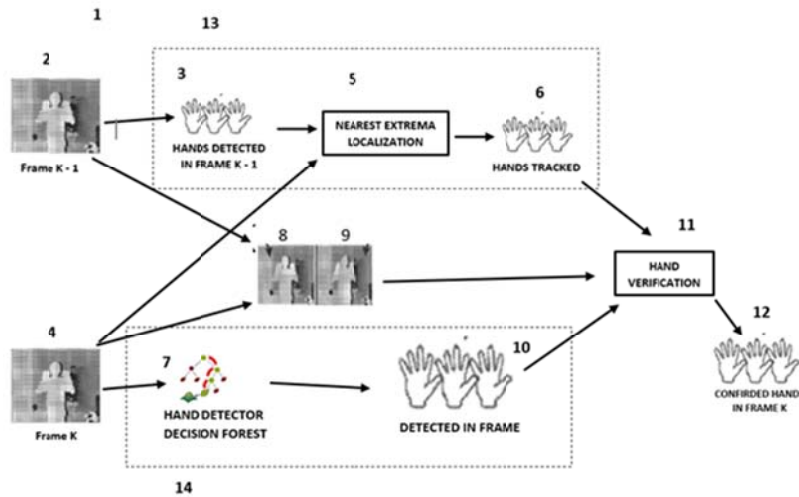 1
13
2
3
5
6
Frame K - 1
HANDS DETECTED
IN FRAME K - 1
NEAREST EXTREMA
LOCALIZATION
HANDS TRACKED
8
9
11
HAND
VERIFICATION
4
7
10
12
Frame K
HAND DETECTOR
DECISION FOREST
DETECTED IN FRAME
CONFIRDED HAND
IN FRAME K
14